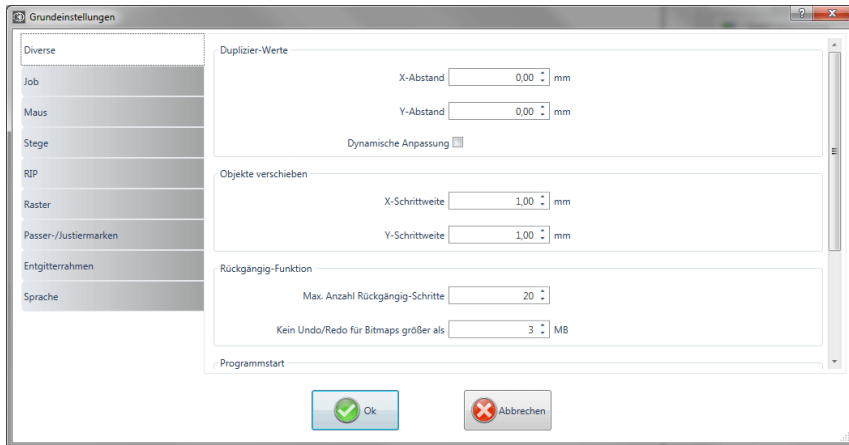 Grundeinstellungen
Diverse
Job
Maus
Stege
RIP
Raster
Passer-/Justiermarken
Entgitterrahmen
Sprache
Duplizier-Werte
X-Abstand 0,00 mm
Y-Abstand 0,00 mm
Dynamische Anpassung
Objekte verschieben
X-Schrittweite 1,00 mm
Y-Schrittweite 1,00 mm
Rückgängig-Funktion
Max. Anzahl Rückgängig-Schritte 20
Kein Undo/Redo für Bitmaps größer als 3 MB
Programmstart
Ok
Abbrechen